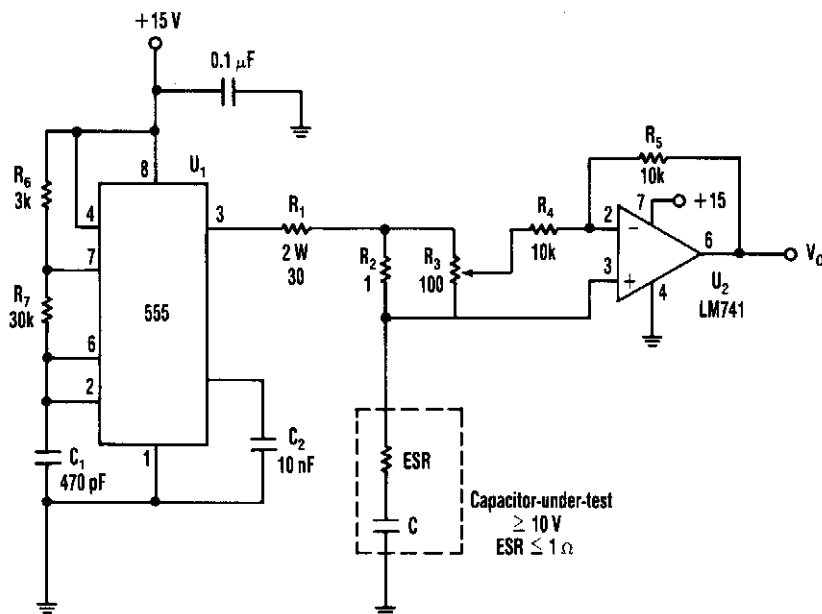 +15 V
0.1 µF
R6
3k
8
U1
4
3
R1
2 W
30
7
R2
1
R3
100
R4
10k
R5
10k
2
−
7
+15
6
V0
3
+
4
U2
LM741
R7
30k
555
6
2
C1
470 pF
1
C2
10 nF
ESR
C
Capacitor-under-test
≥ 10 V
ESR ≤ 1 Ω